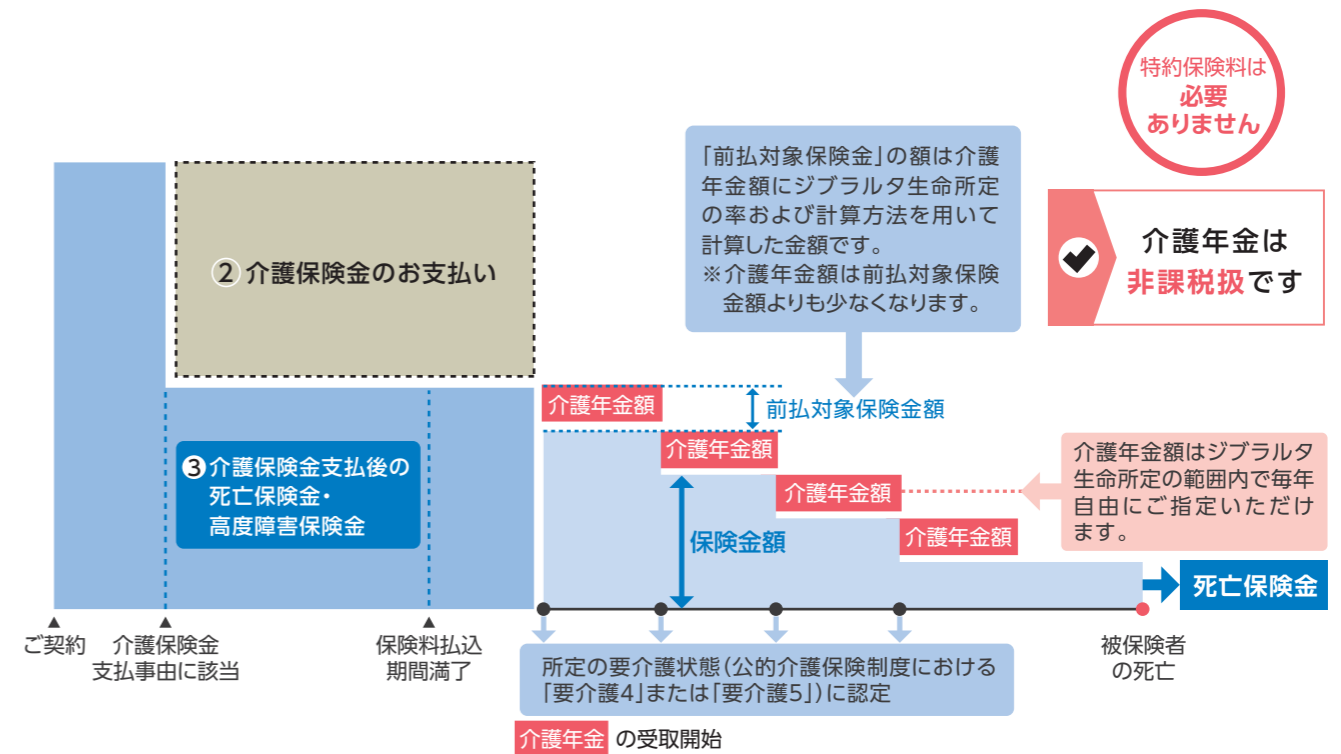 特約保険料は
必要
ありません
「前払対象保険金」の額は介護
年金額にジブラルタ生命所定
の率および計算方法を用いて
計算した金額です。
※介護年金額は前払対象保険
金額よりも少なくなります。
介護年金は
非課税扱です
②介護保険金のお支払い
介護年金額
前払対象保険金額
介護年金額
介護年金額
介護年金額
介護年金額はジブラルタ
生命所定の範囲内で毎年
自由にご指定いただけ
ます。
❸介護保険金支払後の
死亡保険金・
高度障害保険金
保険金額
死亡保険金
▲
ご契約
▲
介護保険金
支払事由に該当
▲
保険料払込
期間満了
被保険者
の死亡
所定の要介護状態(公的介護保険制度における
「要介護4」または「要介護5」)に認定
介護年金 の受取開始